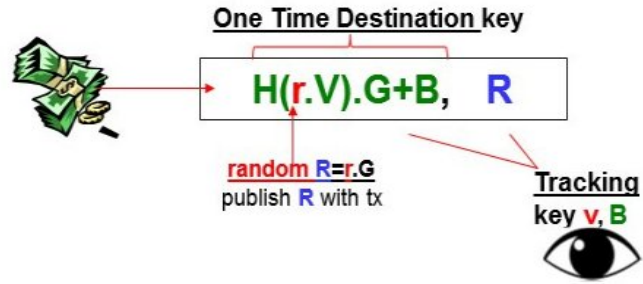 One Time Destination key
H(r.V).G+B, R
random R=r.G
publish R with tx
Tracking
key v, B